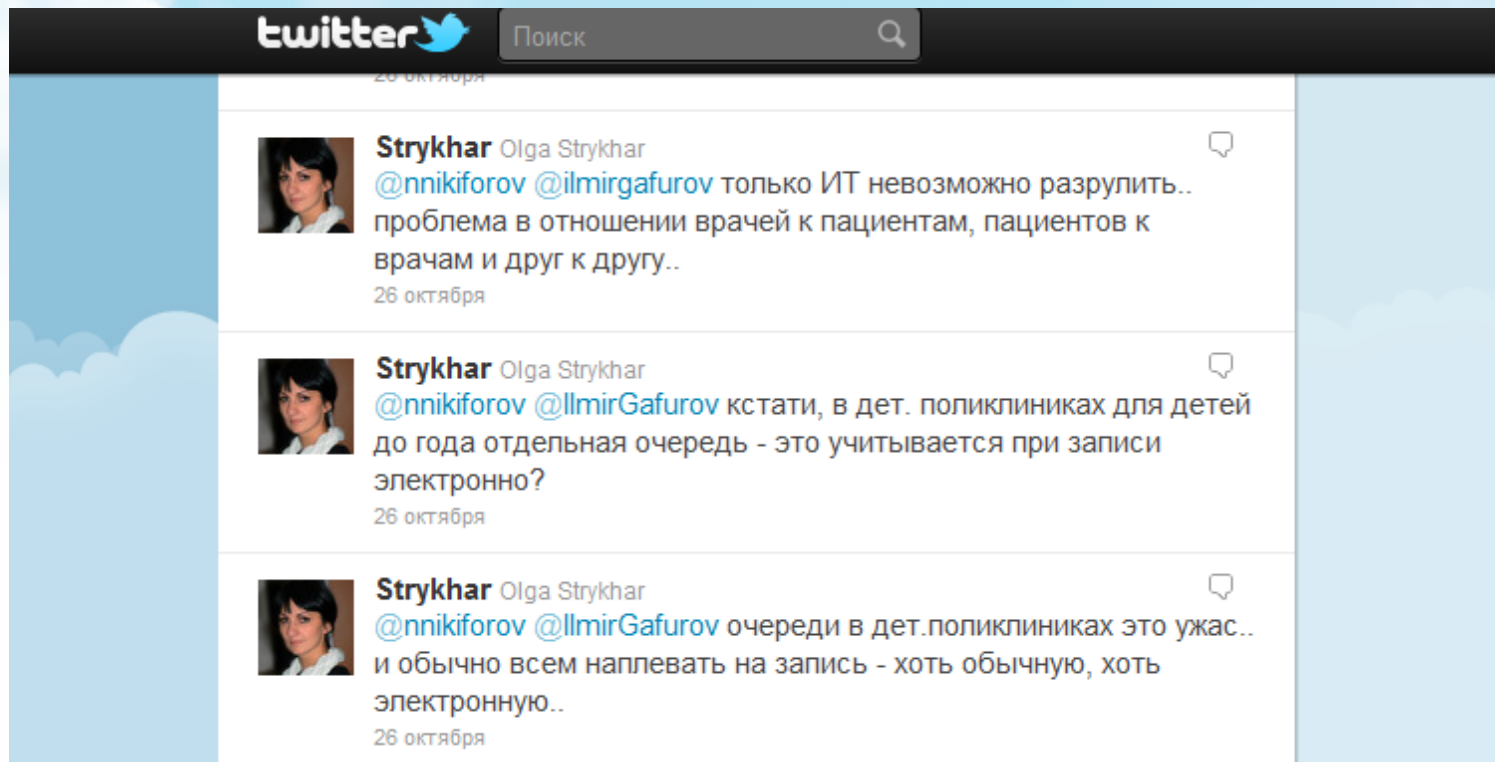 twitter Поиск
26 октября
Strykhar Olga Strykhar
@nnikiforov @ilmirgafurov только ИТ невозможно разрулить..
проблема в отношении врачей к пациентам, пациентов к
врачам и друг к другу..
26 октября
Strykhar Olga Strykhar
@nnikiforov @IlmirGafurov кстати, в дет. поликлиниках для детей
до года отдельная очередь - это учитывается при записи
электронно?
26 октября
Strykhar Olga Strykhar
@nnikiforov @IlmirGafurov очереди в дет.поликлиниках это ужас..
и обычно всем наплевать на запись - хоть обычную, хоть
электронную..
26 октября